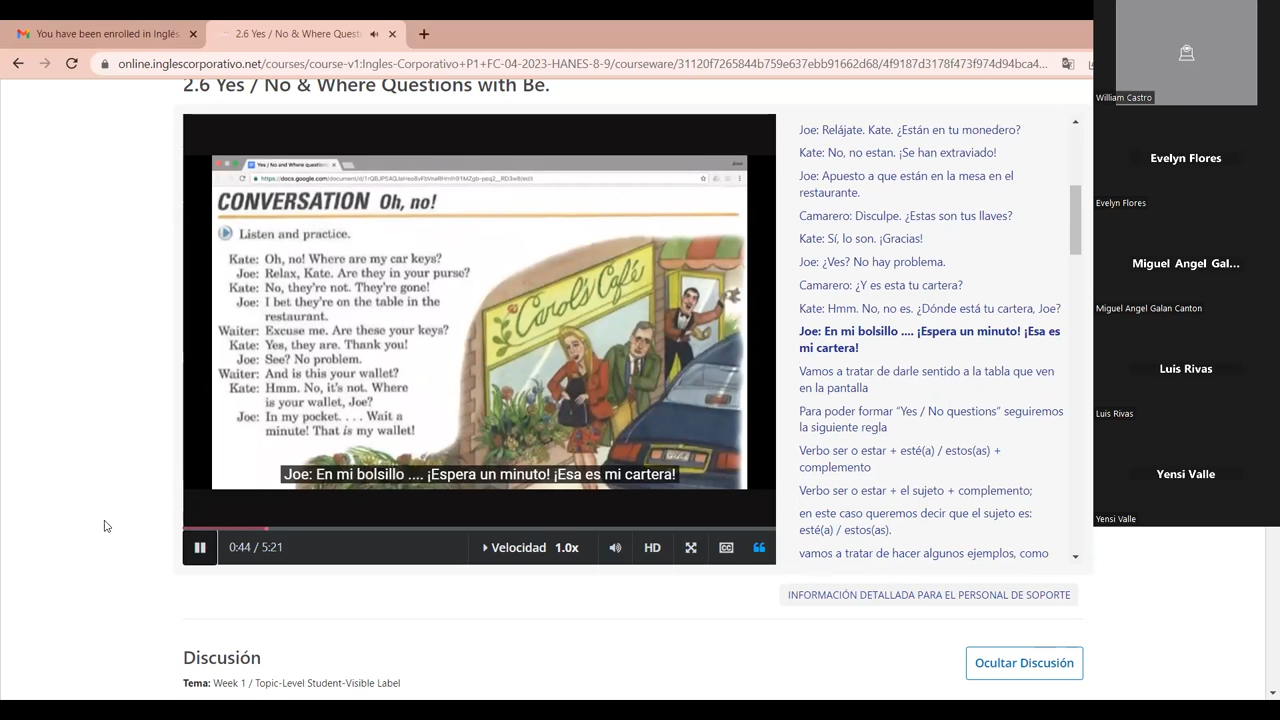 You have been enrolled in Inglés
2.6 Yes / No & Where Quest
online.inglescorporativo.net/courses/course-v1:Ingles-Corporativo+P1+FC-04-2023-HANES-8-9/courseware/31120f7265844b759e637ebb91662d68/4f9187d3178f473f974d94bca4...
2.6 Yes / No & Where Questions with Be.
Yes / No and Where question
CONVERSATION Oh, no!
Listen and practice.
Kate: Oh, no! Where are my car keys?
Joe: Relax, Kate. Are they in your purse?
Kate: No, they're not. They're gone!
Joe: I bet they're on the table in the
restaurant.
Waiter: Excuse me. Are these your keys?
Kate: Yes, they are. Thank you!
Joe: See? No problem.
Waiter: And is this your wallet?
Kate: Hmm. No, it's not. Where
is your wallet, Joe?
Joe: In my pocket. . . . Wait a
minute! That is my wallet!
Carol's Café
Joe: En mi bolsillo .... ¡Espera un minuto! ¡Esa es mi cartera!
0:44 / 5:21
Velocidad 1.0x
HD
CC
Joe: Relájate. Kate. ¿Están en tu monedero?
Kate: No, no estan. ¡Se han extraviado!
Joe: Apuesto a que están en la mesa en el
restaurante.
Camarero: Disculpe. ¿Estas son tus llaves?
Kate: Sí, lo son. ¡Gracias!
Joe: ¿Ves? No hay problema.
Camarero: ¿Y es esta tu cartera?
Kate: Hmm. No, no es. ¿Dónde está tu cartera, Joe?
Joe: En mi bolsillo .... ¡Espera un minuto! ¡Esa es
mi cartera!
Vamos a tratar de darle sentido a la tabla que ven
en la pantalla
Para poder formar “Yes / No questions” seguiremos
la siguiente regla
Verbo ser o estar + esté(a) / estos(as) +
complemento
Verbo ser o estar + el sujeto + complemento;
en este caso queremos decir que el sujeto es:
esté(a) / estos(as).
vamos a tratar de hacer algunos ejemplos, como
INFORMACIÓN DETALLADA PARA EL PERSONAL DE SOPORTE
Discusión
Ocultar Discusión
Tema: Week 1 / Topic-Level Student-Visible Label
William Castro
Evelyn Flores
Evelyn Flores
Miguel Angel Gal...
Miguel Angel Galan Canton
Luis Rivas
Luis Rivas
Yensi Valle
Yensi Valle